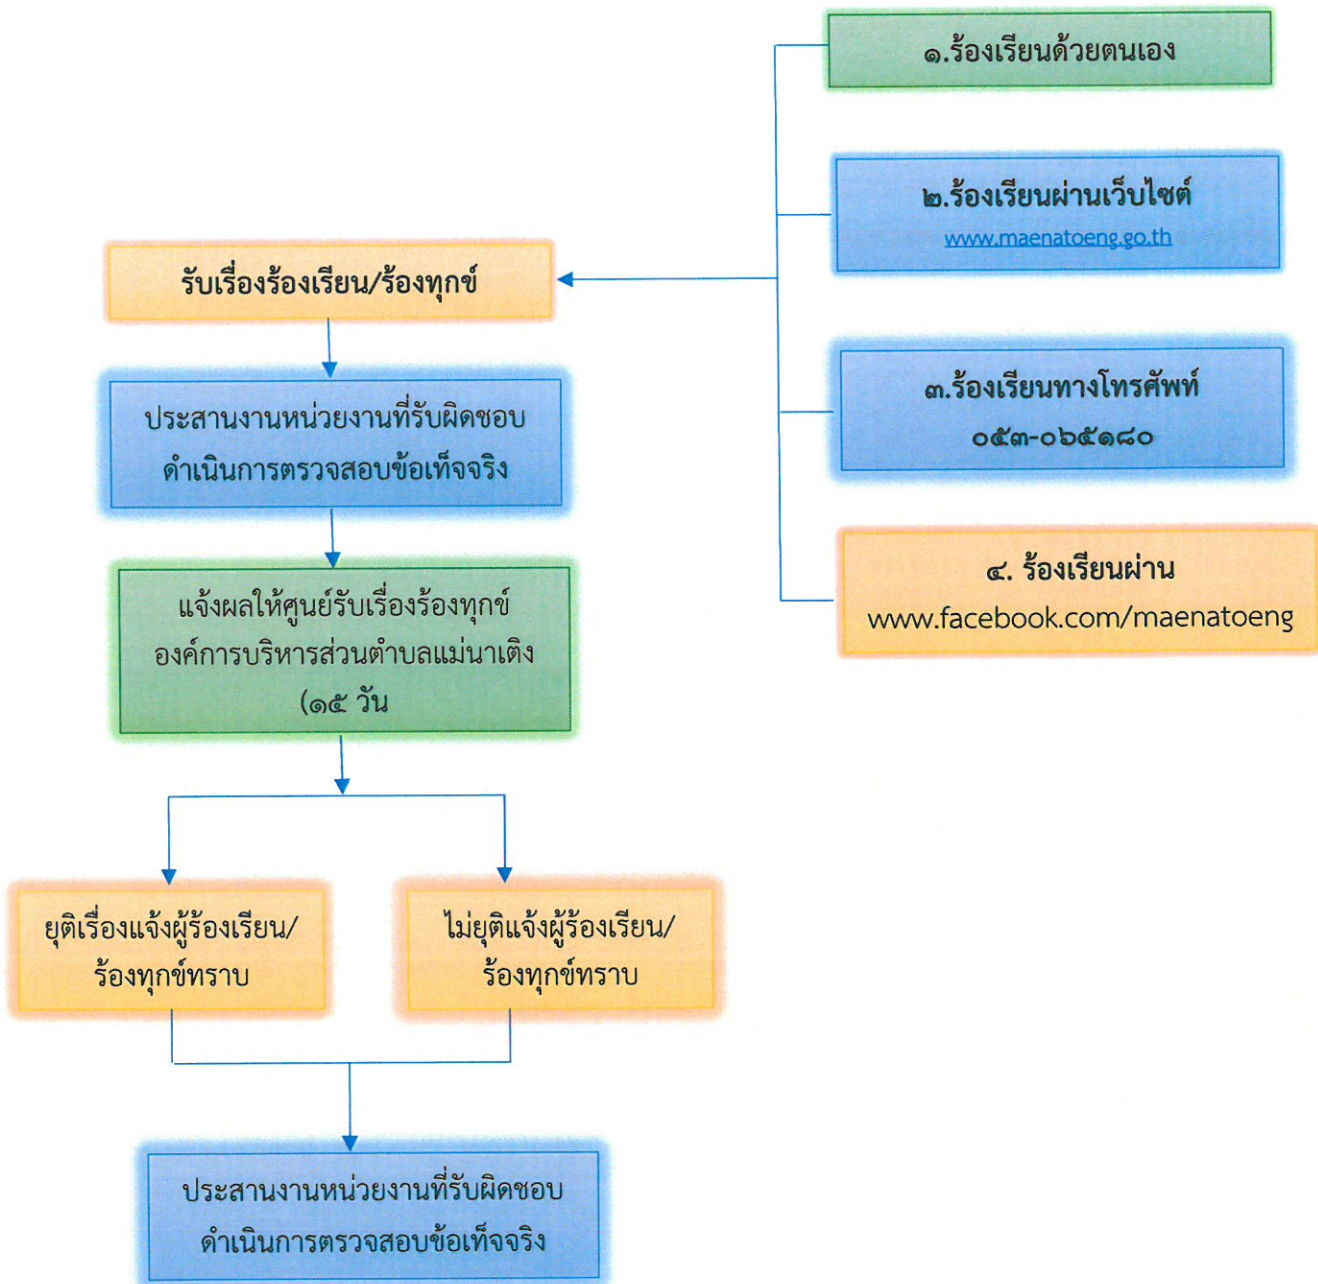 ๑.ร้องเรียนด้วยตนเอง
๒.ร้องเรียนผ่านเว็บไซต์
www.maenatoeng.go.th
รับเรื่องร้องเรียน/ร้องทุกข์
๓.ร้องเรียนทางโทรศัพท์
๐๕๓-๐๖๕๑๘๐
ประสานงานหน่วยงานที่รับผิดชอบ
ดำเนินการตรวจสอบข้อเท็จจริง
๔. ร้องเรียนผ่าน
www.facebook.com/maenatoeng
แจ้งผลให้ศูนย์รับเรื่องร้องทุกข์
องค์การบริหารส่วนตำบลแม่นาเติง
(๑๕ วัน
ยุติเรื่องแจ้งผู้ร้องเรียน/
ร้องทุกข์ทราบ
ไม่ยุติแจ้งผู้ร้องเรียน/
ร้องทุกข์ทราบ
ประสานงานหน่วยงานที่รับผิดชอบ
ดำเนินการตรวจสอบข้อเท็จจริง